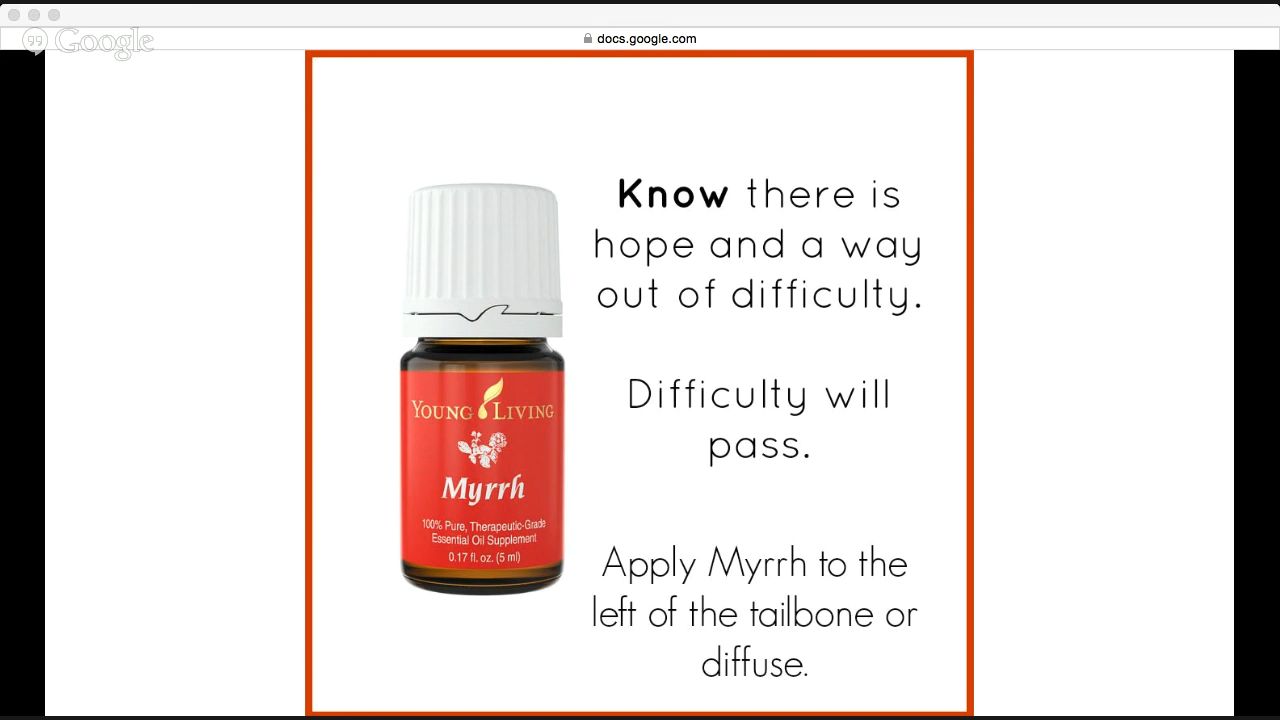 docs.google.com
Google
Know there is
hope and a way
out of difficulty.
Difficulty will
pass.
YOUNG LIVING
Myrrh
100% Pure, Therapeutic-Grade
Essential Oil Supplement
0.17 fl. oz. (5 ml)
Apply Myrrh to the
left of the tailbone or
diffuse.